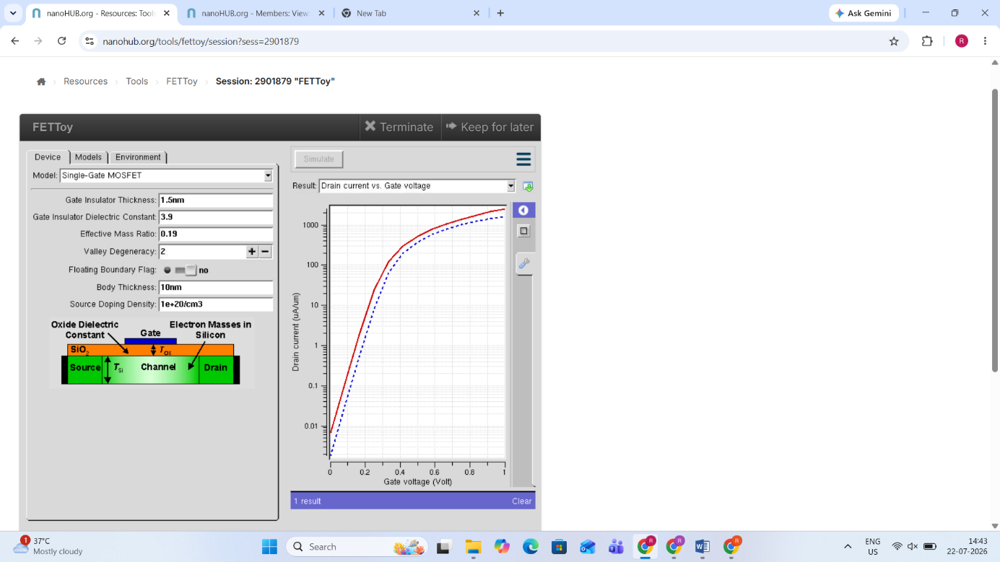 nanoHUB.org - Resources: Tools
nanoHUB.org - Members: View:
New Tab
Ask Gemini
nanohub.org/tools/fettoy/session?sess=2901879
R
Resources
Tools
FETToy
Session: 2901879 "FETToy"
FETToy
Terminate
Keep for later
Device
Models
Environment
Model: Single-Gate MOSFET
Gate Insulator Thickness: 1.5nm
Gate Insulator Dielectric Constant: 3.9
Effective Mass Ratio: 0.19
Valley Degeneracy: 2
Floating Boundary Flag: no
Body Thickness: 10nm
Source Doping Density: 1e+20/cm3
Oxide Dielectric Constant
Gate
Electron Masses in Silicon
SiO2
TOX
Source
TSi
Channel
Drain
Simulate
Result: Drain current vs. Gate voltage
Drain current (uA/um)
1000
100
10
1
0.1
0.01
0 0.2 0.4 0.6 0.8 1
Gate voltage (Volt)
1 result
Clear
1
37°C
Mostly cloudy
Search
R
R
R
ENG
US
14:43
22-07-2026